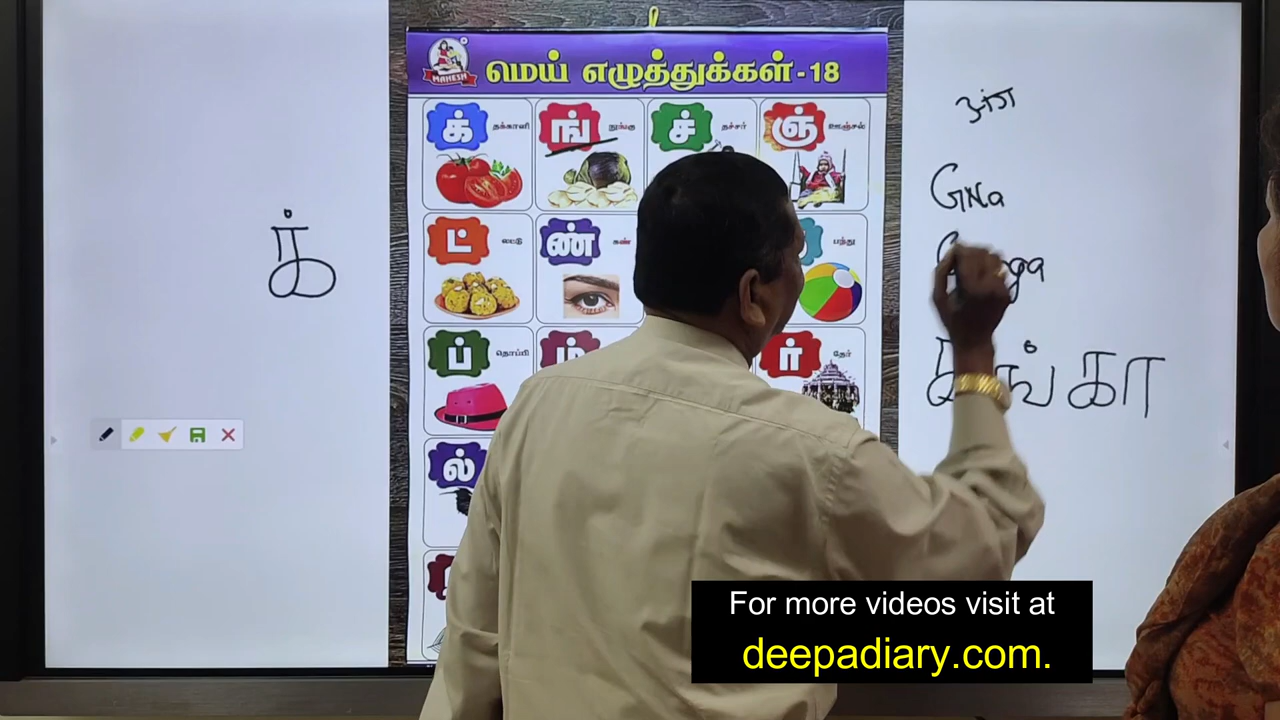 க்
MAHESH
மெய் எழுத்துக்கள்-18
க் தக்காளி
ங் நுங்கு
ச் தச்சர்
ஞ் ஊஞ்சல்
ட் லட்டு
ண் கண்
பந்து
ப் தொப்பி
ம்
ர் தேர்
ல்
GNa
கங்கா
For more videos visit at
deepadiary.com.